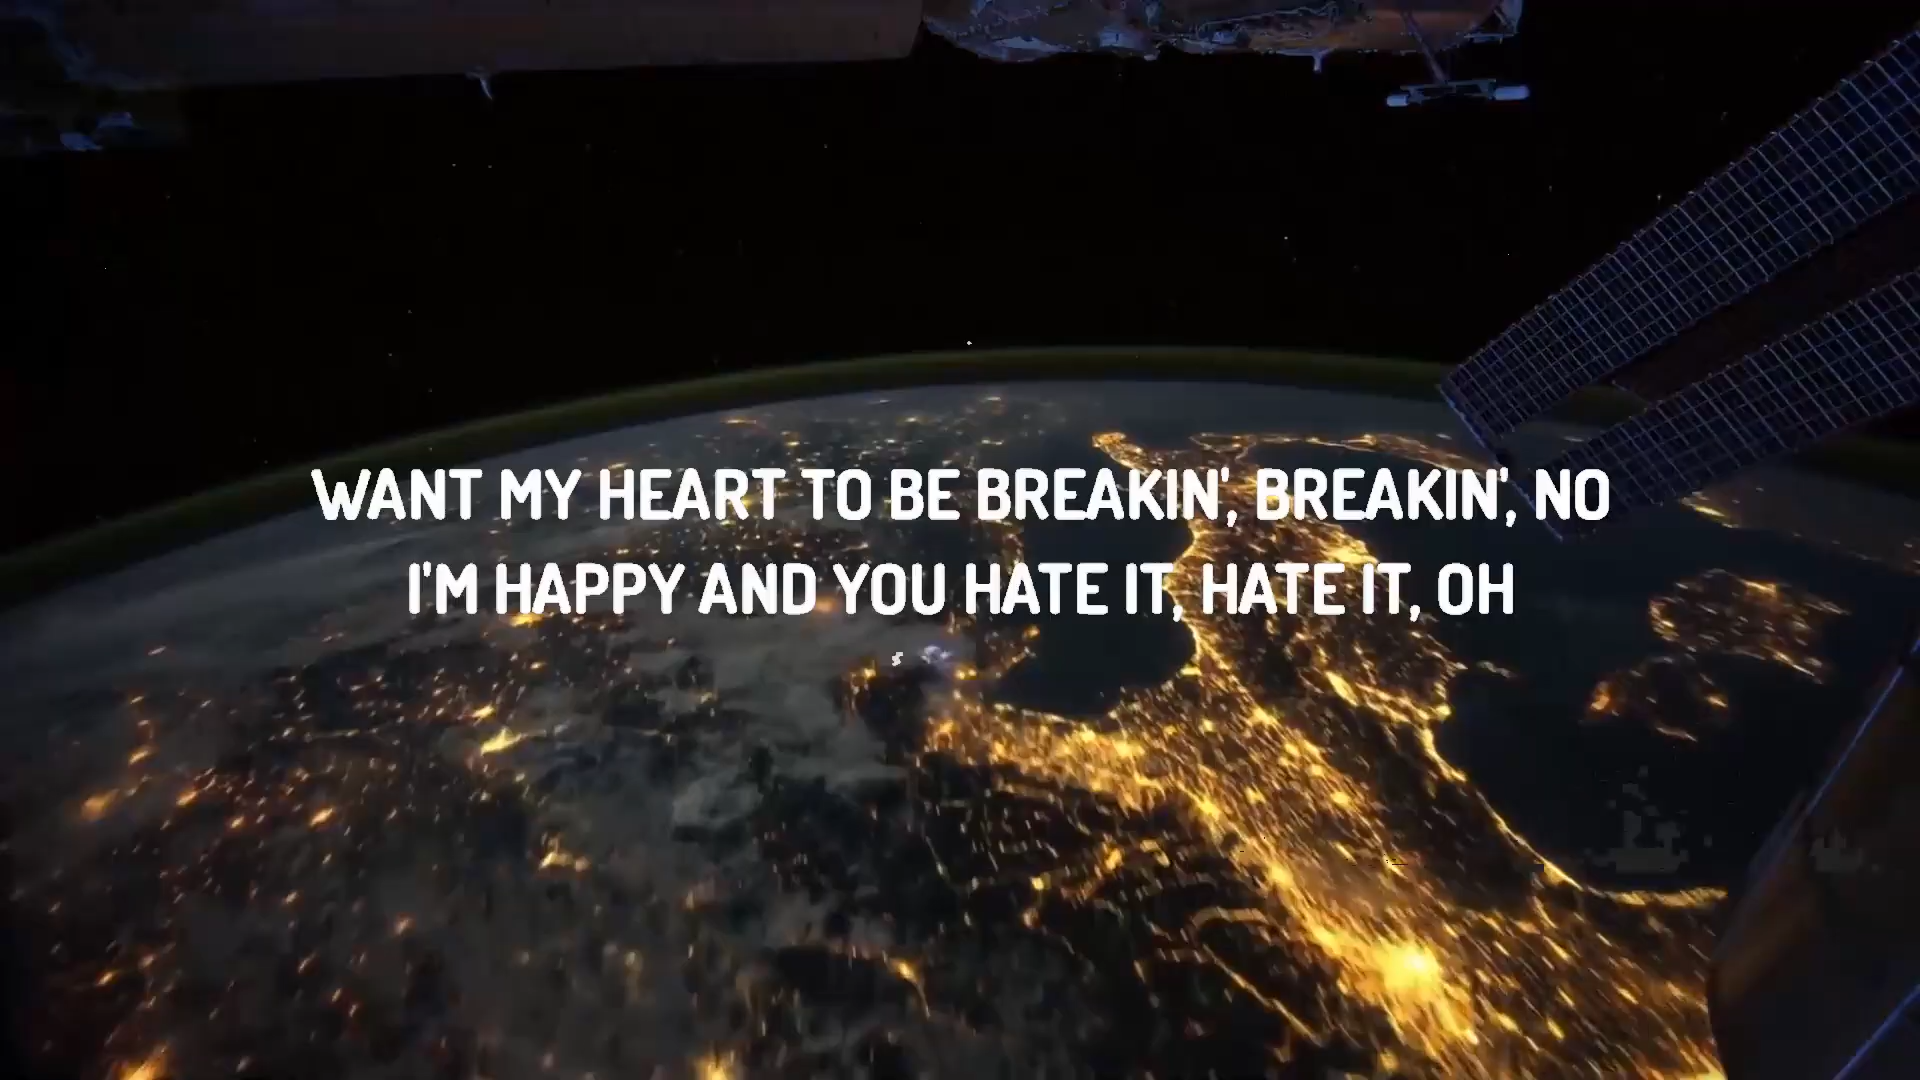 WANT MY HEART TO BE BREAKIN', BREAKIN', NO
I'M HAPPY AND YOU HATE IT, HATE IT, OH